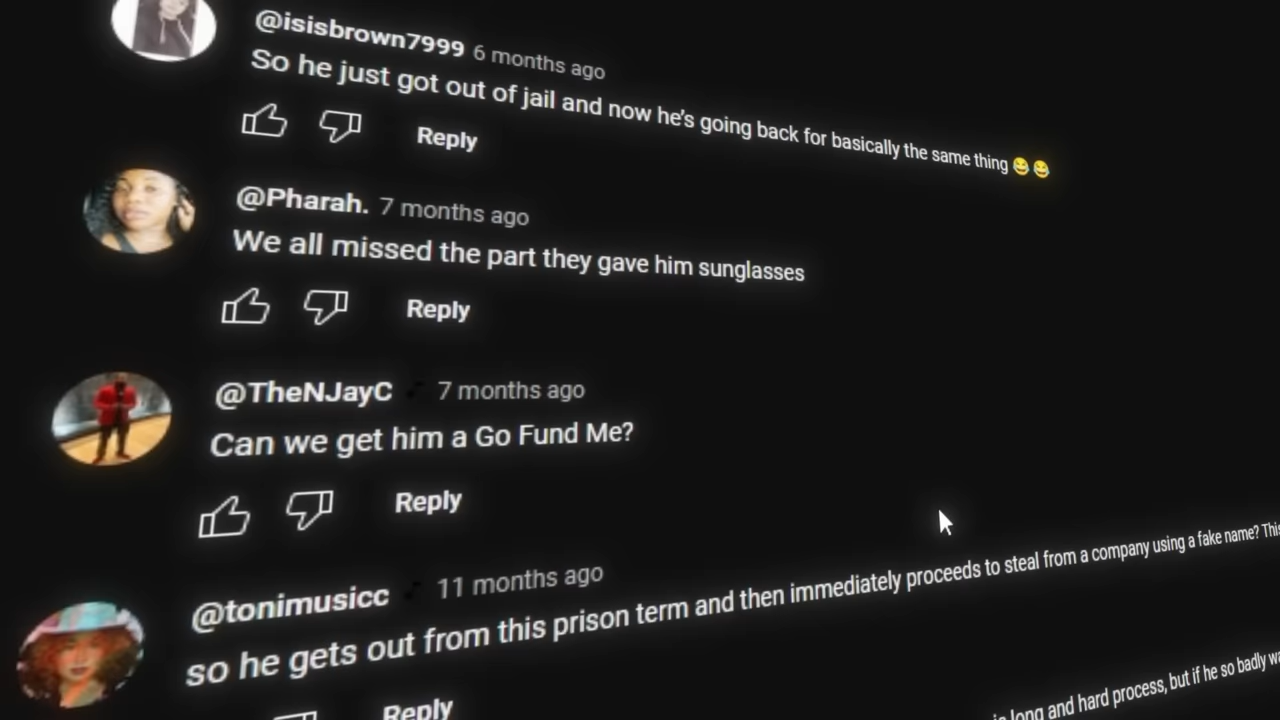 @isisbrown7999 6 months ago
So he just got out of jail and now he's going back for basically the same thing 😂😂
Reply
@Pharah. 7 months ago
We all missed the part they gave him sunglasses
Reply
@TheNJayC 7 months ago
Can we get him a Go Fund Me?
Reply
@tonimusicc 11 months ago
so he gets out from this prison term and then immediately proceeds to steal from a company using a fake name? This
long and hard process, but if he so badly
Reply